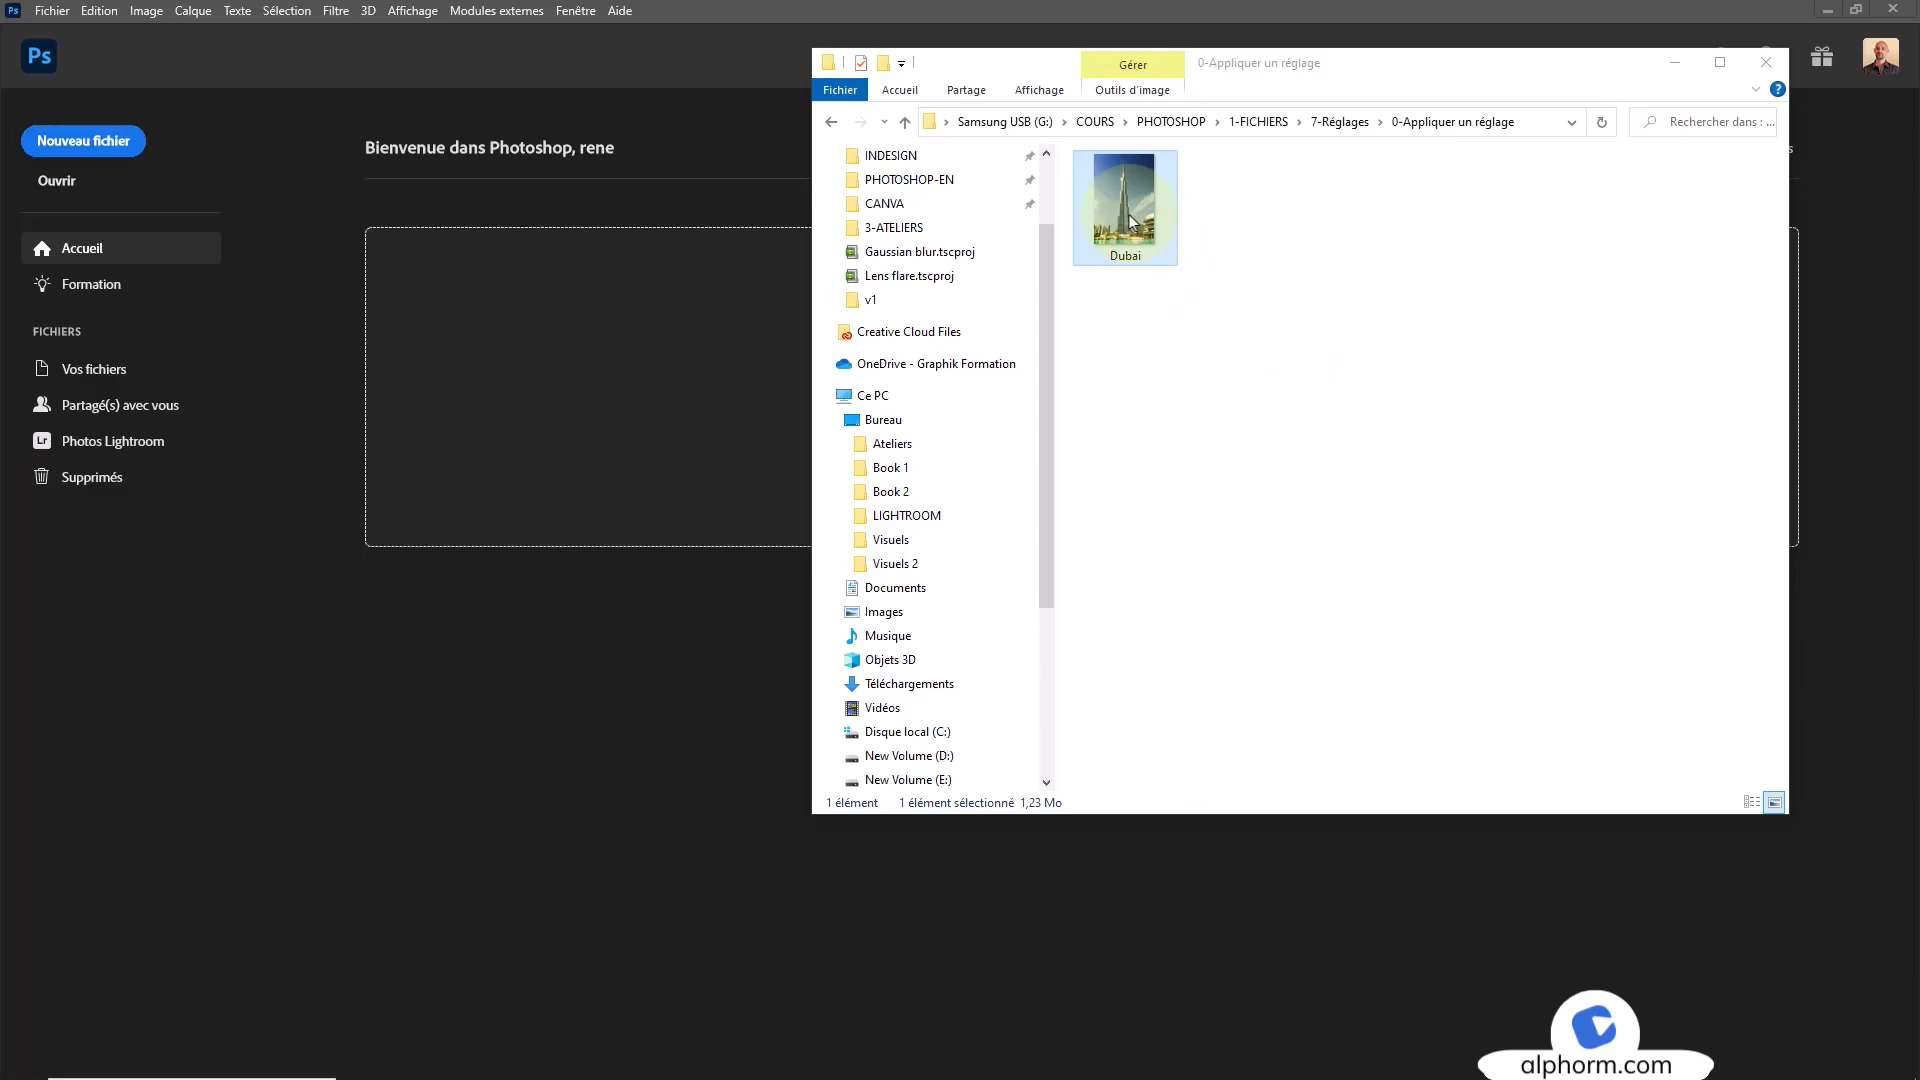 Ps Fichier Edition Image Calque Texte Sélection Filtre 3D Affichage Modules externes Fenêtre Aide
Ps
Nouveau fichier
Ouvrir
Accueil
Formation
FICHIERS
Vos fichiers
Partagé(s) avec vous
Lr Photos Lightroom
Supprimés
Bienvenue dans Photoshop, rene
Gérer 0-Appliquer un réglage
Fichier Accueil Partage Affichage Outils d'image ?
Samsung USB (G:) › COURS › PHOTOSHOP › 1-FICHIERS › 7-Réglages › 0-Appliquer un réglage
Rechercher dans : ...
INDESIGN
PHOTOSHOP-EN
CANVA
3-ATELIERS
Gaussian blur.tscproj
Lens flare.tscproj
v1
Creative Cloud Files
OneDrive - Graphik Formation
Ce PC
Bureau
Ateliers
Book 1
Book 2
LIGHTROOM
Visuels
Visuels 2
Documents
Images
Musique
Objets 3D
Téléchargements
Vidéos
Disque local (C:)
New Volume (D:)
New Volume (E:)
Dubai
1 élément 1 élément sélectionné 1,23 Mo
alphorm.com